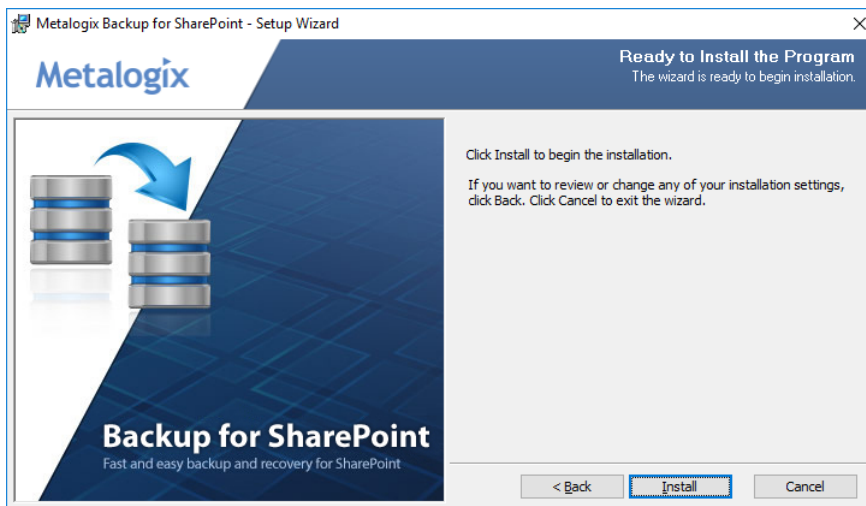 Metalogix Backup for SharePoint - Setup Wizard
Metalogix
Ready to Install the Program
The wizard is ready to begin installation.
Click Install to begin the installation.
If you want to review or change any of your installation settings,
click Back. Click Cancel to exit the wizard.
Backup for SharePoint
Fast and easy backup and recovery for SharePoint
< Back
Install
Cancel